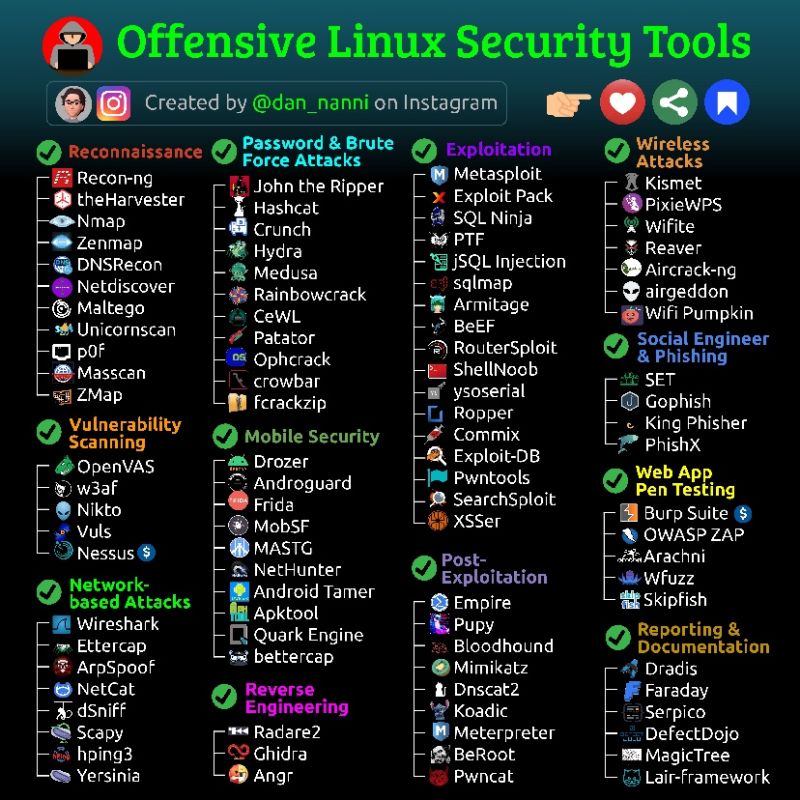 Offensive Linux Security Tools
Created by @dan_nanni on Instagram
Reconnaissance
Recon-ng
theHarvester
Nmap
Zenmap
DNSRecon
Netdiscover
Maltego
Unicornscan
p0f
Masscan
ZMap
Vulnerability
Scanning
OpenVAS
w3af
Nikto
Vuls
Nessus $
Network-
based Attacks
Wireshark
Ettercap
ArpSpoof
NetCat
dSniff
Scapy
hping3
Yersinia
Password & Brute
Force Attacks
John the Ripper
Hashcat
Crunch
Hydra
Medusa
Rainbowcrack
CeWL
Patator
Ophcrack
crowbar
fcrackzip
Mobile Security
Drozer
Androguard
Frida
MobSF
MASTG
NetHunter
Android Tamer
Apktool
Quark Engine
bettercap
Reverse
Engineering
Radare2
Ghidra
Angr
Exploitation
Metasploit
Exploit Pack
SQL Ninja
PTF
jSQL Injection
sqlmap
Armitage
BeEF
RouterSploit
ShellNoob
ysoserial
Ropper
Commix
Exploit-DB
Pwntools
SearchSploit
XSSer
Post-
Exploitation
Empire
Pupy
Bloodhound
Mimikatz
Dnscat2
Koadic
Meterpreter
BeRoot
Pwncat
Wireless
Attacks
Kismet
PixieWPS
Wifite
Reaver
Aircrack-ng
airgeddon
Wifi Pumpkin
Social Engineer
& Phishing
SET
Gophish
King Phisher
PhishX
Web App
Pen Testing
Burp Suite $
OWASP ZAP
Arachni
Wfuzz
Skipfish
Reporting &
Documentation
Dradis
Faraday
Serpico
DefectDojo
MagicTree
Lair-framework